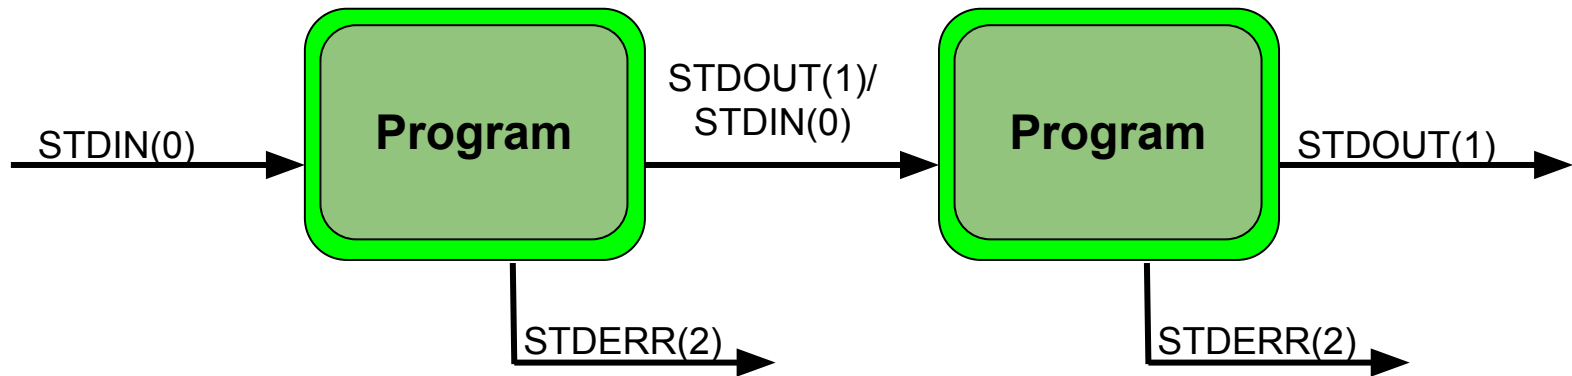 STDIN(0)
Program
STDOUT(1)/
STDIN(0)
Program
STDOUT(1)
STDERR(2)
STDERR(2)